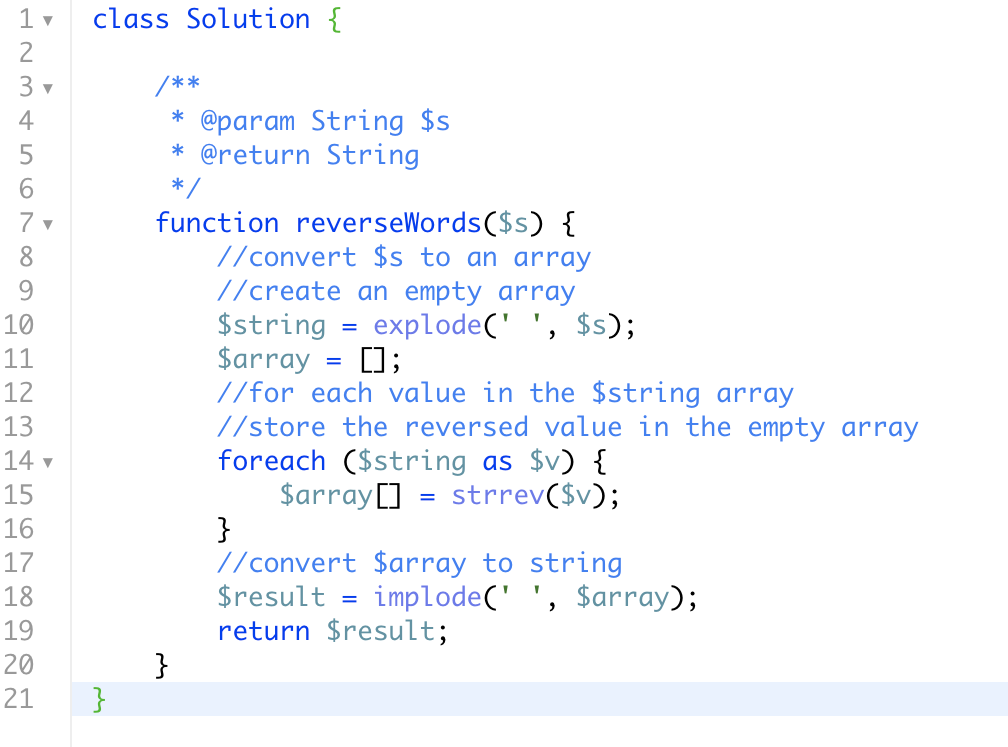 1 class Solution {
2
3     /**
4      * @param String $s
5      * @return String
6      */
7     function reverseWords($s) {
8         //convert $s to an array
9         //create an empty array
10         $string = explode(' ', $s);
11         $array = [];
12         //for each value in the $string array
13         //store the reversed value in the empty array
14         foreach ($string as $v) {
15             $array[] = strrev($v);
16         }
17         //convert $array to string
18         $result = implode(' ', $array);
19         return $result;
20     }
21 }